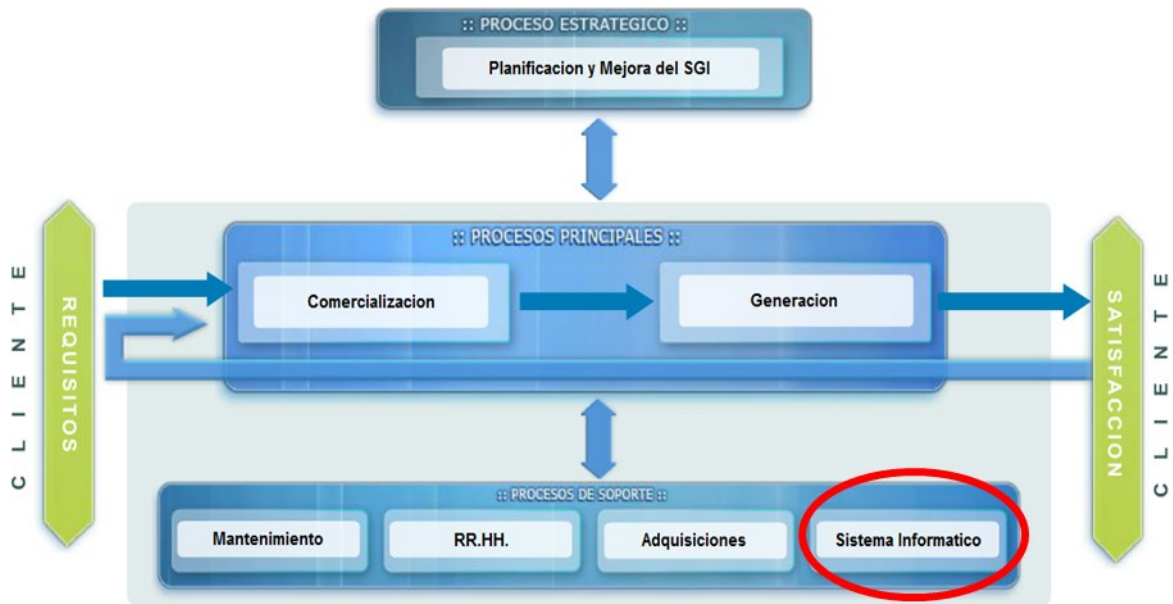 :: PROCESO ESTRATEGICO ::
Planificacion y Mejora del SGI
CLIENTE
REQUISITOS
:: PROCESOS PRINCIPALES ::
Comercializacion
Generacion
SATISFACCION
CLIENTE
:: PROCESOS DE SOPORTE ::
Mantenimiento
RR.HH.
Adquisiciones
Sistema Informatico